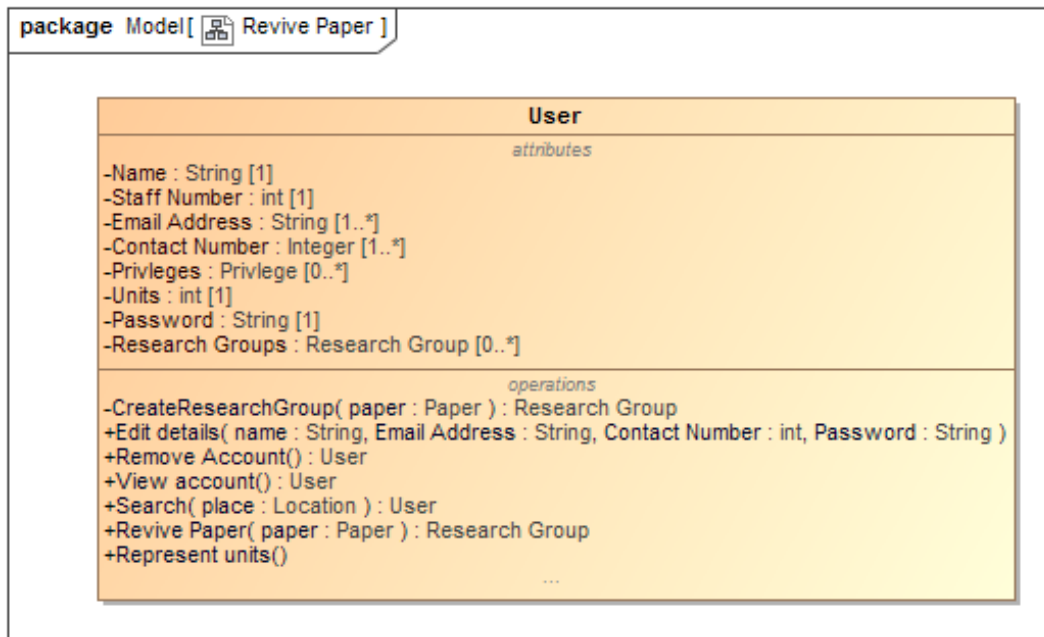 package Model[ Revive Paper ]
User
attributes
-Name : String [1]
-Staff Number : int [1]
-Email Address : String [1..*]
-Contact Number : Integer [1..*]
-Privleges : Privlege [0..*]
-Units : int [1]
-Password : String [1]
-Research Groups : Research Group [0..*]
operations
-CreateResearchGroup( paper : Paper ) : Research Group
+Edit details( name : String, Email Address : String, Contact Number : int, Password : String )
+Remove Account() : User
+View account() : User
+Search( place : Location ) : User
+Revive Paper( paper : Paper ) : Research Group
+Represent units()
...